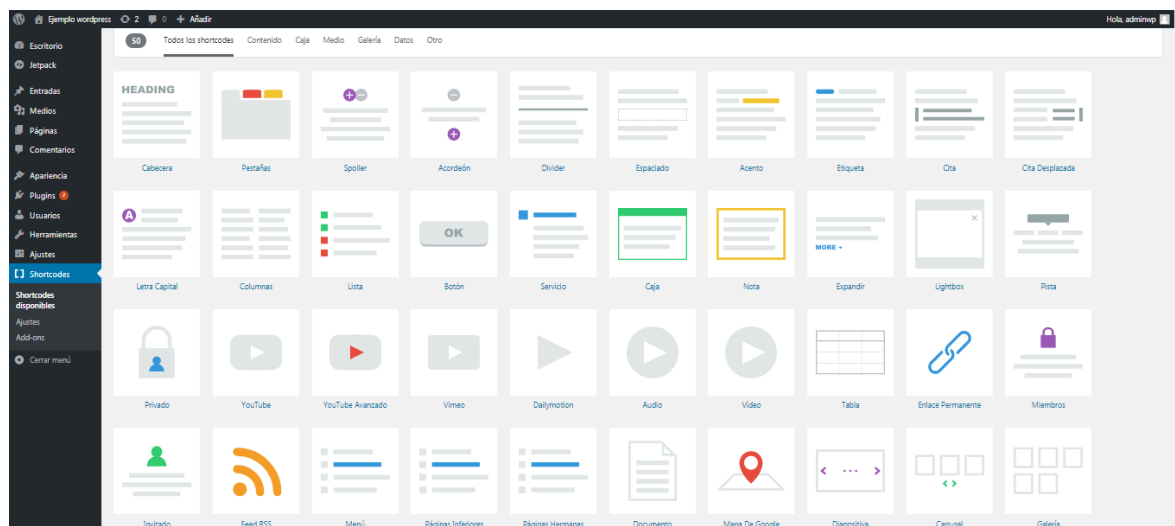 Ejemplo wordpress 2 0 + Añadir Hola, adminwp
Escritorio
Jetpack
Entradas
Medios
Páginas
Comentarios
Apariencia
Plugins 2
Usuarios
Herramientas
Ajustes
[ ] Shortcodes
Shortcodes disponibles
Ajustes
Add-ons
Cerrar menú
50 Todos los shortcodes Contenido Caja Medio Galería Datos Otro
HEADING
Cabecera Pestañas Spoiler Acordeón Divider Espaciado Acento Etiqueta Cita Cita Desplazada
A
OK
MORE
Letra Capital Columnas Lista Botón Servicio Caja Nota Expandir Lightbox Pista
Privado YouTube YouTube Avanzado Vimeo Dailymotion Audio Vídeo Tabla Enlace Permanente Miembros
Invitado Feed RSS Menú Páginas Inferiores Páginas Hermanas Documento Mapa De Google Diapositiva Carrusel Galería